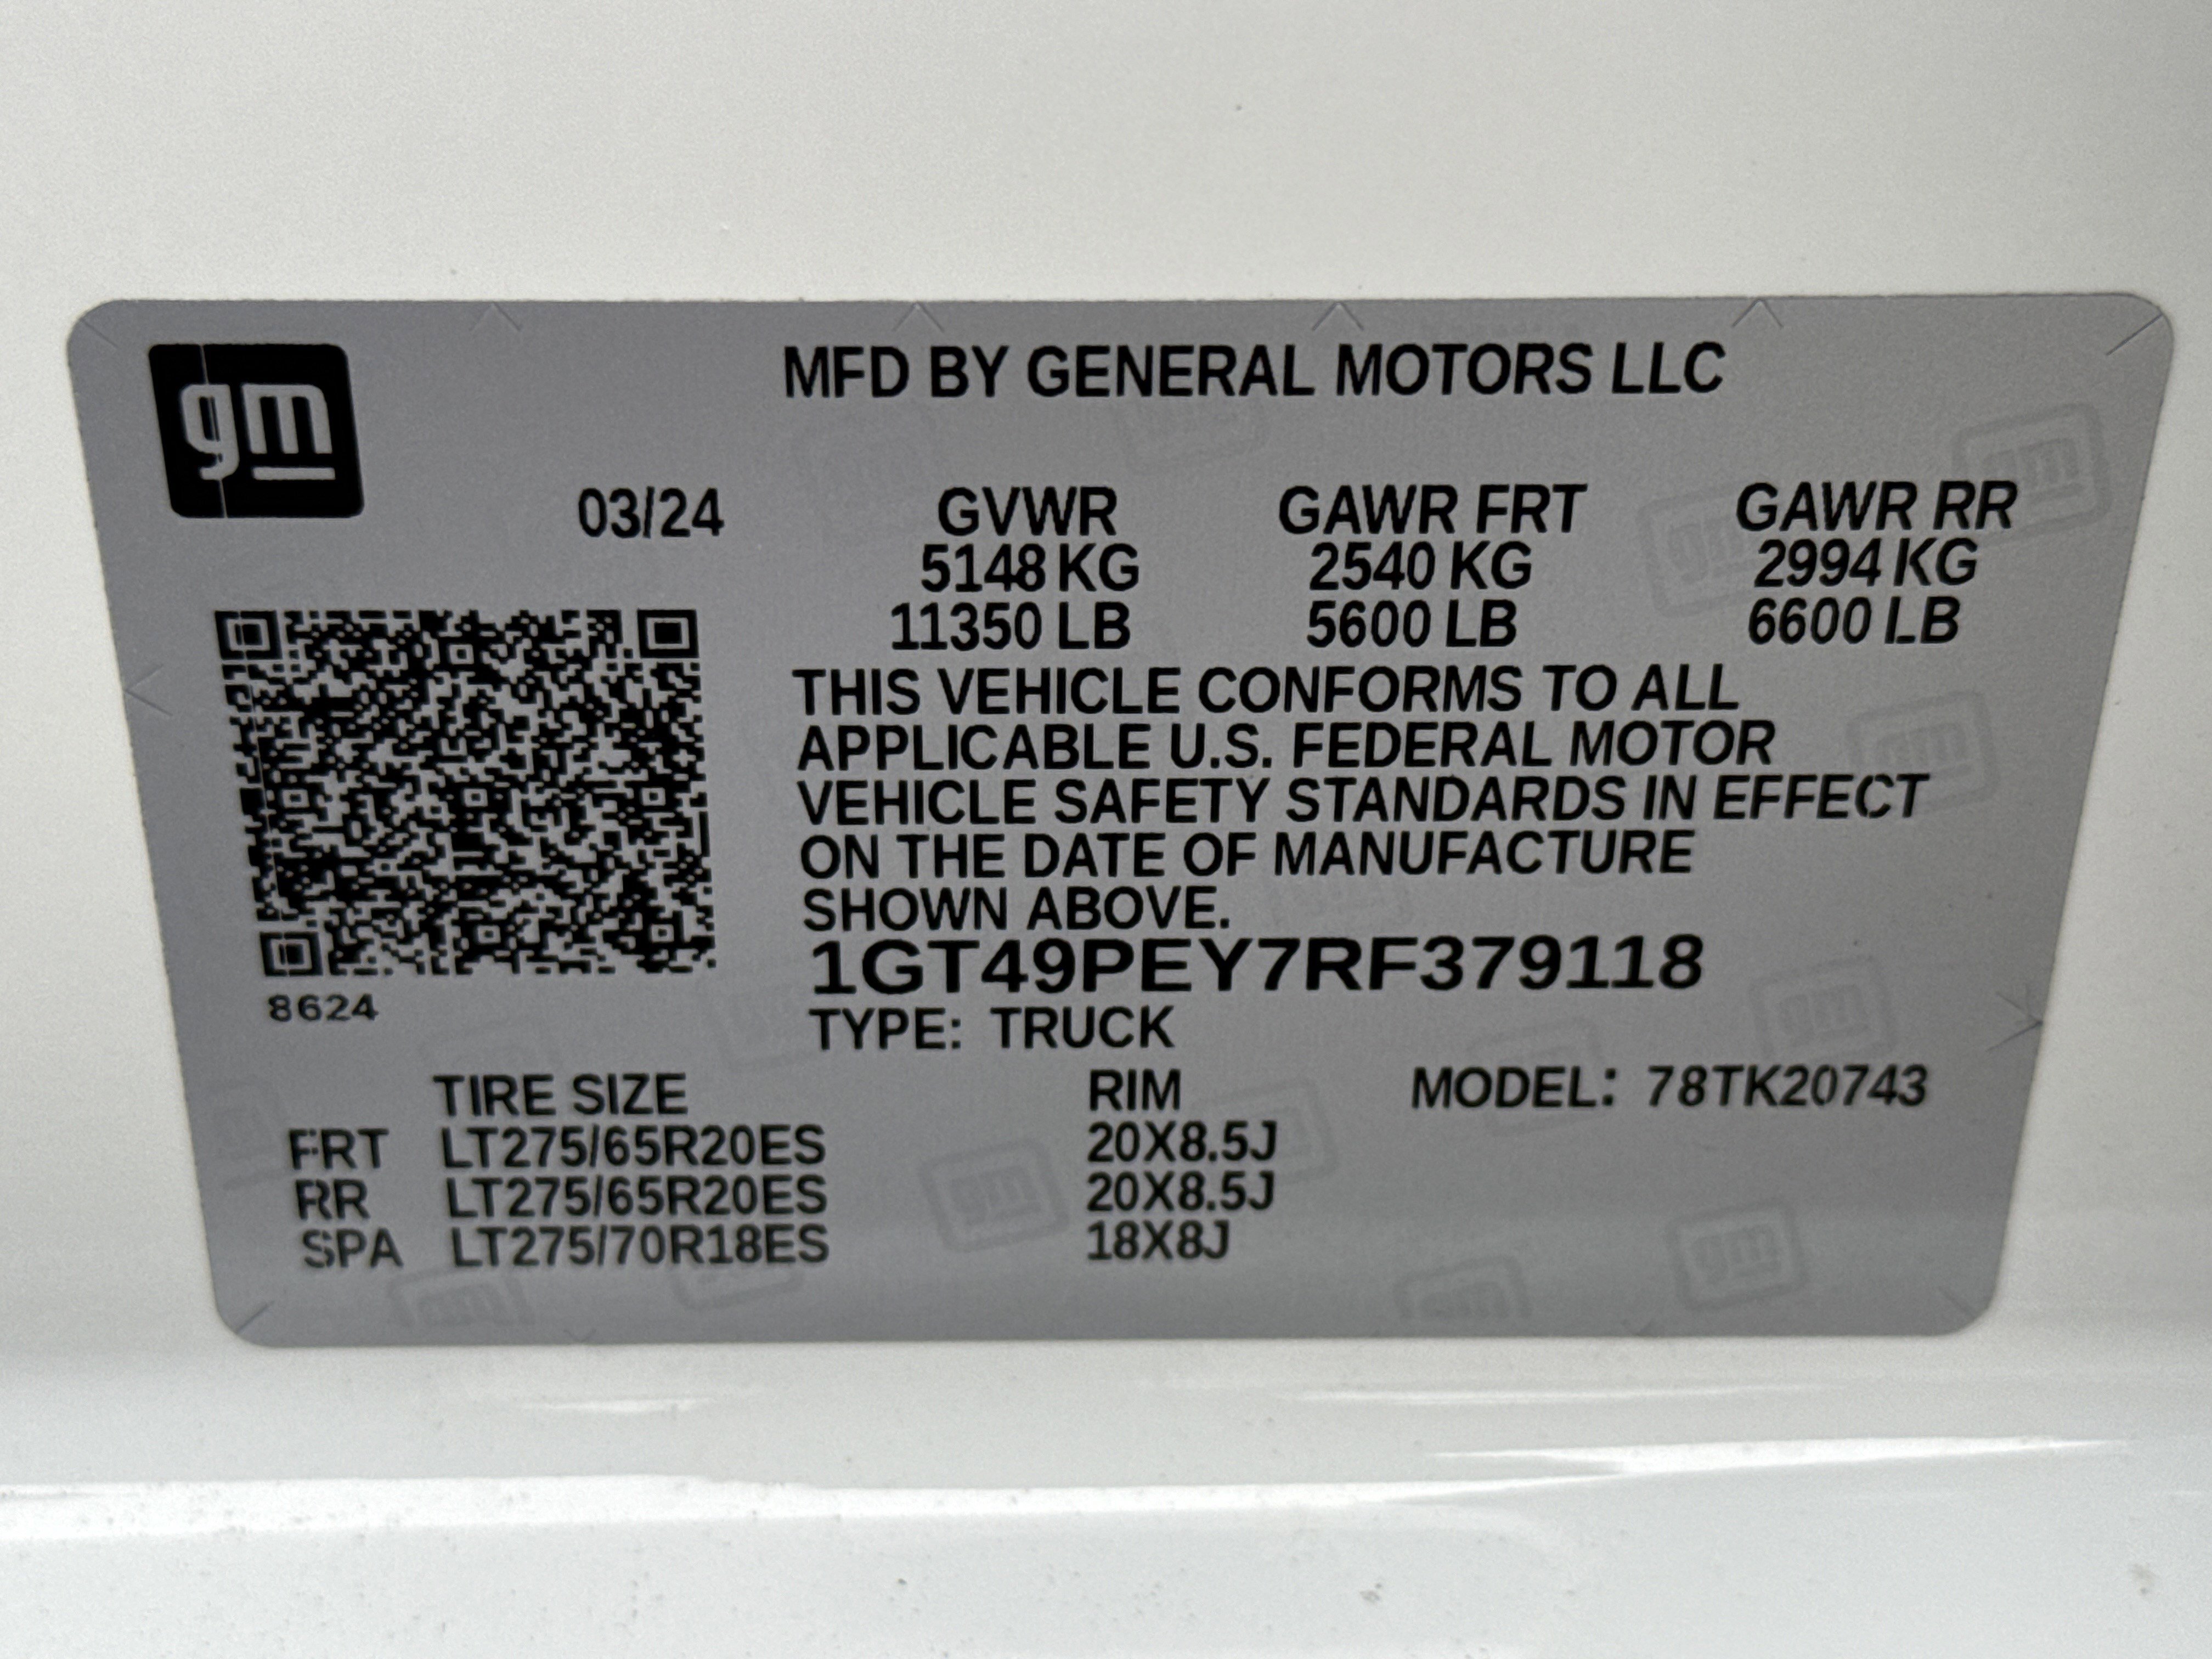 gm
MFD BY GENERAL MOTORS LLC
03/24 GVWR GAWR FRT GAWR RR
5148 KG 2540 KG 2994 KG
11350 LB 5600 LB 6600 LB
THIS VEHICLE CONFORMS TO ALL
APPLICABLE U.S. FEDERAL MOTOR
VEHICLE SAFETY STANDARDS IN EFFECT
ON THE DATE OF MANUFACTURE
SHOWN ABOVE.
1GT49PEY7RF379118
8624
TYPE: TRUCK
TIRE SIZE RIM MODEL: 78TK20743
FRT LT275/65R20ES 20X8.5J
RR LT275/65R20ES 20X8.5J
SPA LT275/70R18ES 18X8J